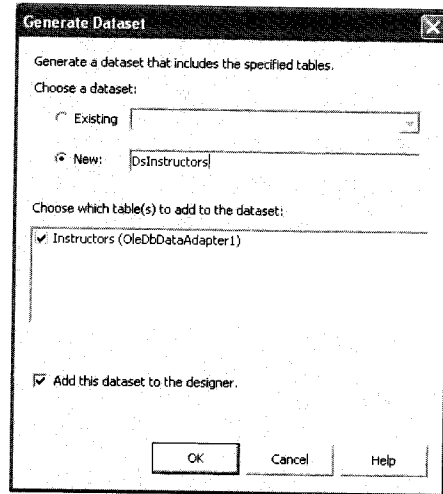 Generate Dataset
Generate a dataset that includes the specified tables.
Choose a dataset:
Existing
New: DsInstructors
Choose which table(s) to add to the dataset:
Instructors (OleDbDataAdapter1)
Add this dataset to the designer.
OK Cancel Help